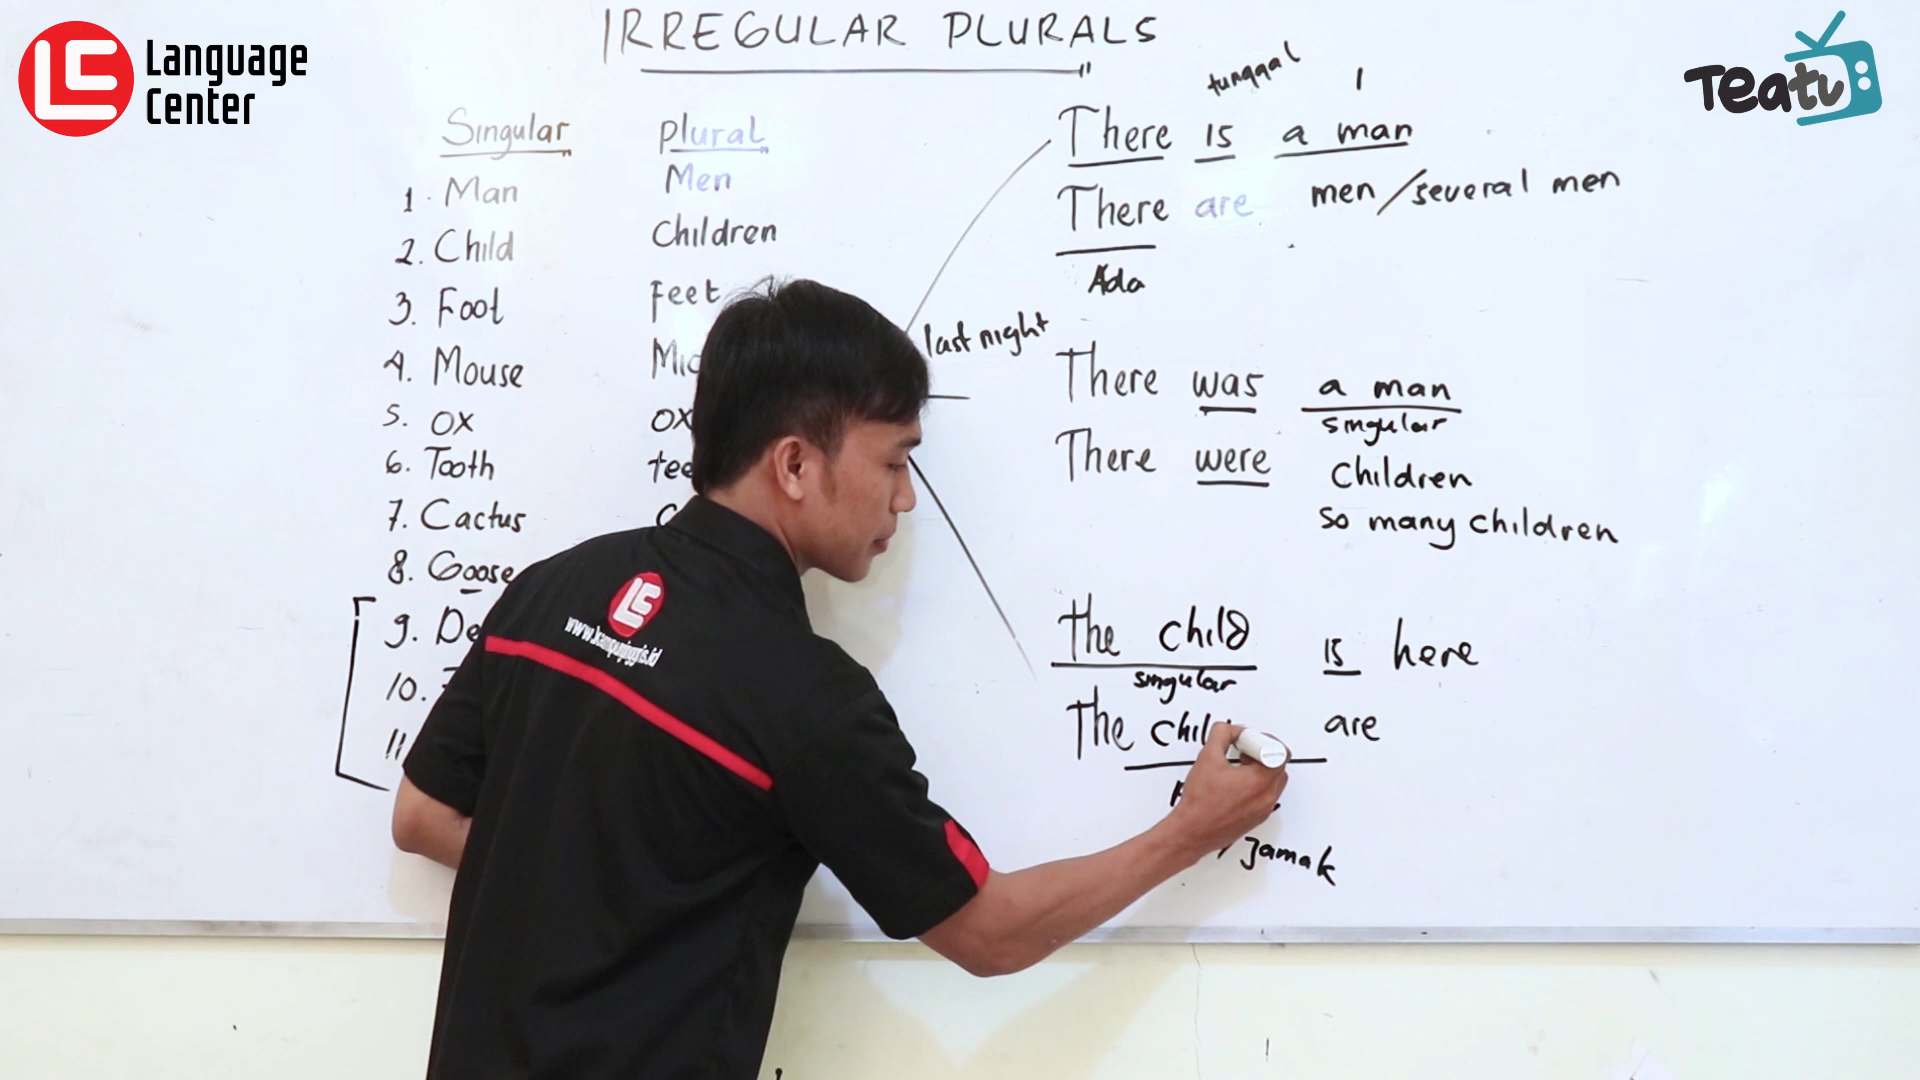 Language
Center
Teatv
IRREGULAR PLURALS
Singular
plural
1. Man
Men
2. Child
Children
3. Foot
Feet
4. Mouse
5. OX
6. Tooth
7. Cactus
8. Goose
9.
10.
11
tunggal
1
There is a man
There are men/several men
Ada
last night
There was a man
singular
There were children
so many children
the child is here
singular
The are
Jamak
LC